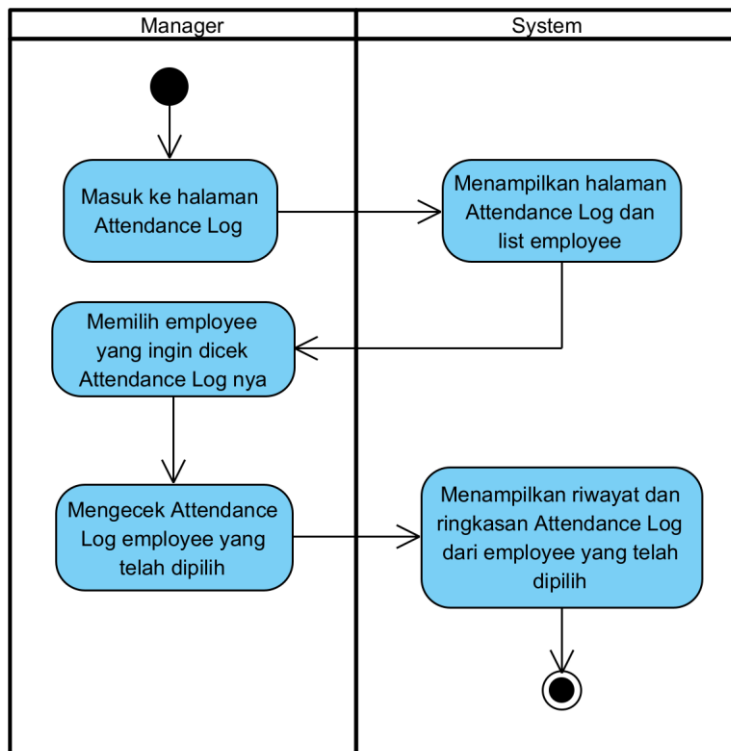 Manager
System
Masuk ke halaman
Attendance Log
Menampilkan halaman
Attendance Log dan
list employee
Memilih employee
yang ingin dicek
Attendance Log nya
Mengecek Attendance
Log employee yang
telah dipilih
Menampilkan riwayat dan
ringkasan Attendance Log
dari employee yang telah
dipilih